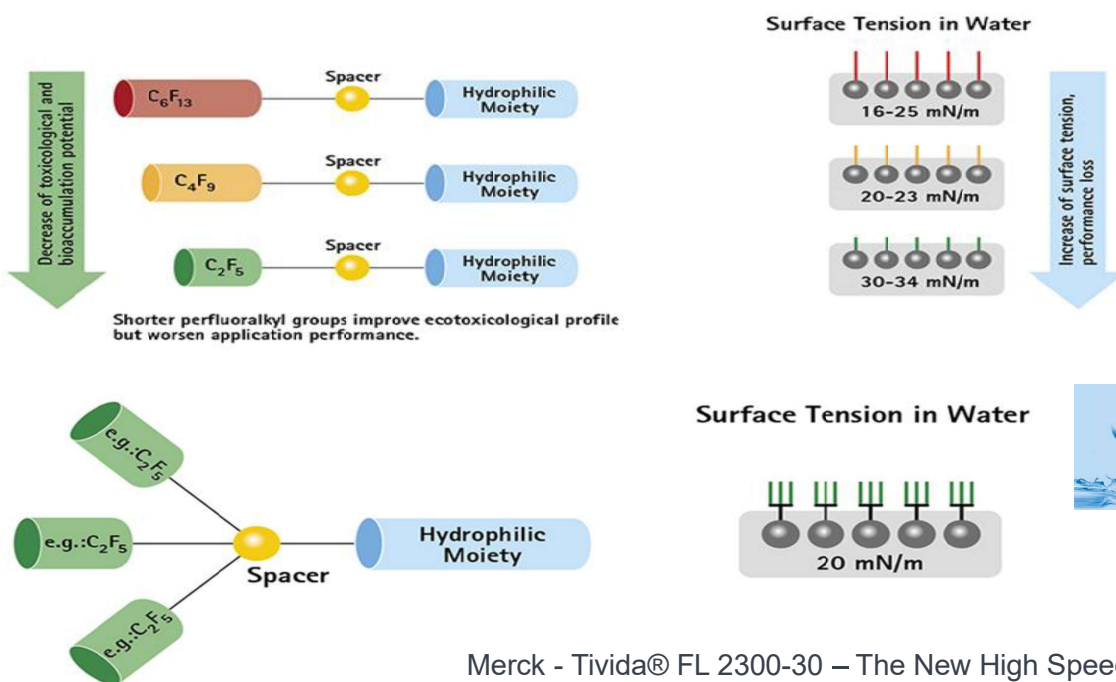 Decrease of toxicological and
bioaccumulation potential
C₆F₁₃
Spacer
Hydrophilic
Moiety
C₄F₉
Hydrophilic
Moiety
C₂F₅
Spacer
Hydrophilic
Moiety
Shorter perfluoralkyl groups improve ecotoxicological profile
but worsen application performance.
Surface Tension in Water
16-25 mN/m
20-23 mN/m
30-34 mN/m
Increase of surface tension,
performance loss
e.g.:C₂F₅
e.g.:C₂F₅
e.g.:C₂F₅
Spacer
Hydrophilic
Moiety
Surface Tension in Water
20 mN/m
Merck - Tivida® FL 2300-30 – The New High Speed